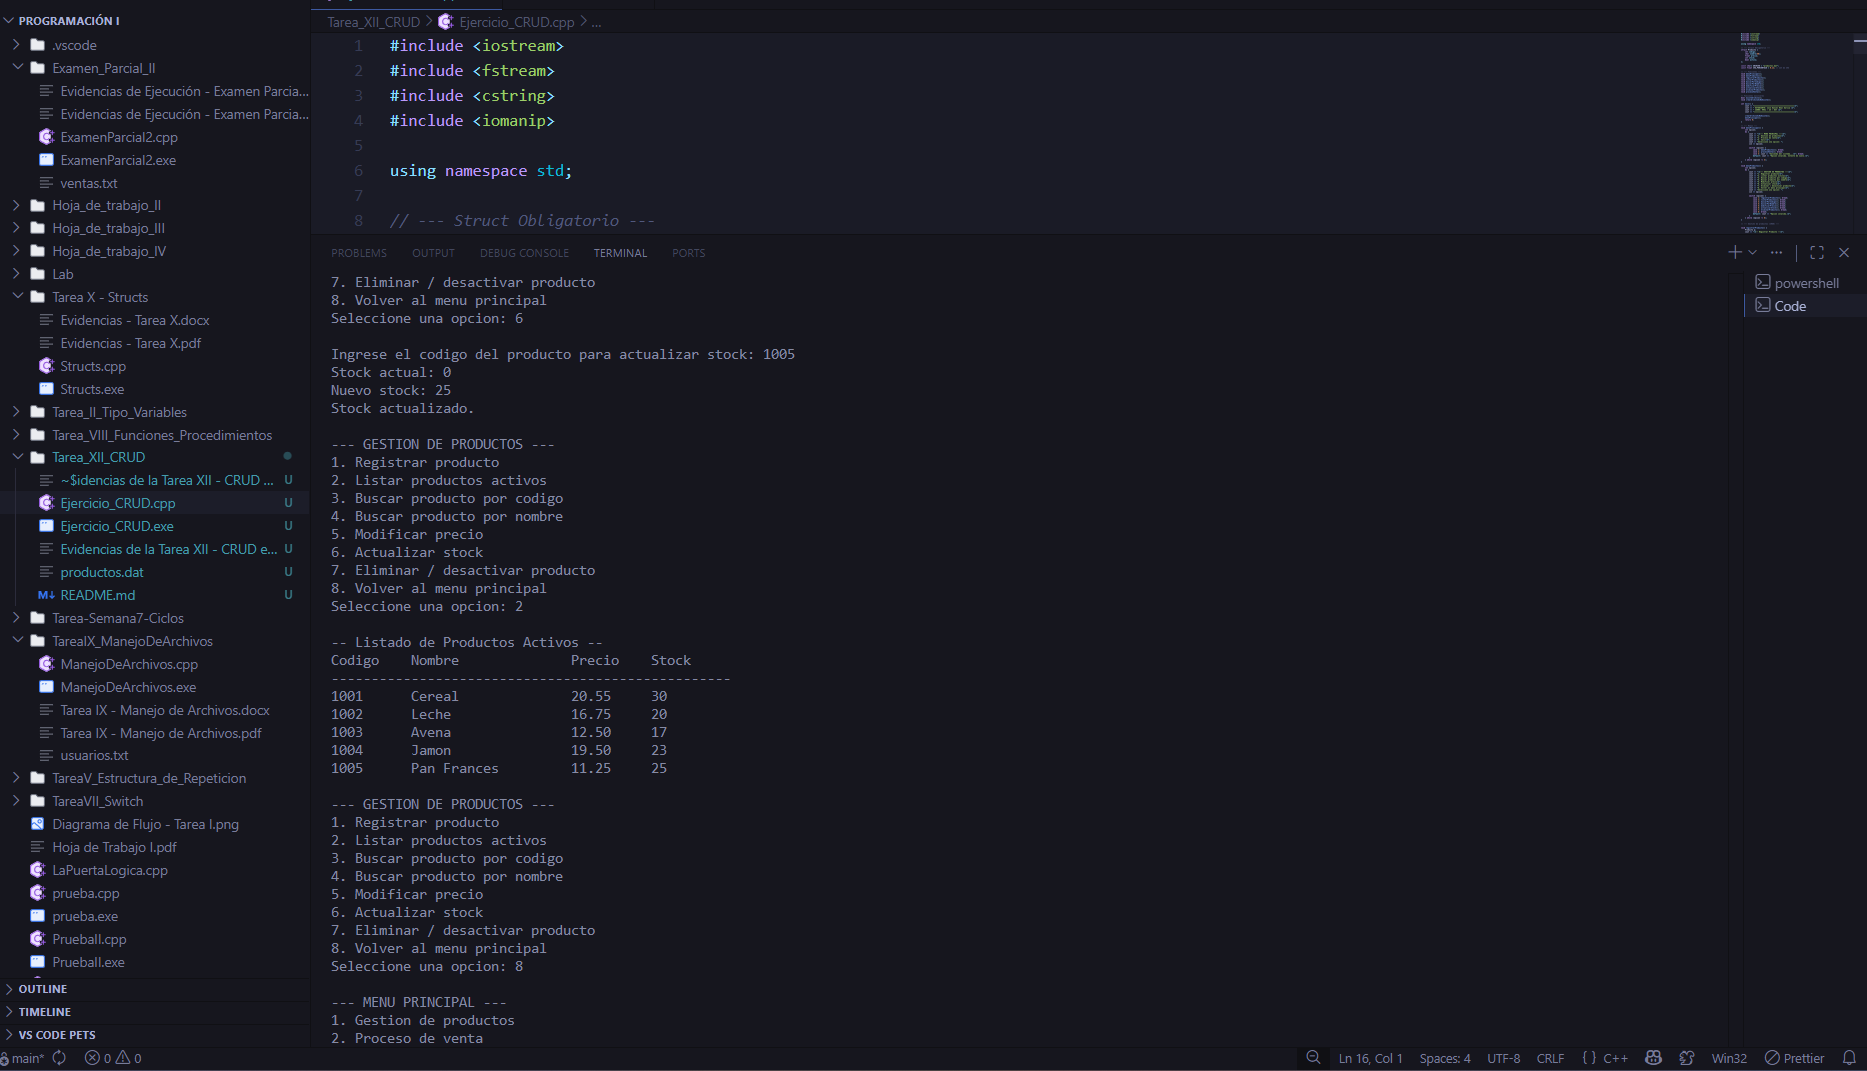 PROGRAMACIÓN I
.vscode
Examen_Parcial_II
Evidencias de Ejecución - Examen Parcia...
Evidencias de Ejecución - Examen Parcia...
ExamenParcial2.cpp
ExamenParcial2.exe
ventas.txt
Hoja_de_trabajo_II
Hoja_de_trabajo_III
Hoja_de_trabajo_IV
Lab
Tarea X - Structs
Evidencias - Tarea X.docx
Evidencias - Tarea X.pdf
Structs.cpp
Structs.exe
Tarea_II_Tipo_Variables
Tarea_VIII_Funciones_Procedimientos
Tarea_XII_CRUD
~$idencias de la Tarea XII - CRUD ... U
Ejercicio_CRUD.cpp U
Ejercicio_CRUD.exe U
Evidencias de la Tarea XII - CRUD e... U
productos.dat U
README.md U
Tarea-Semana7-Ciclos
TareaIX_ManejoDeArchivos
ManejoDeArchivos.cpp
ManejoDeArchivos.exe
Tarea IX - Manejo de Archivos.docx
Tarea IX - Manejo de Archivos.pdf
usuarios.txt
TareaV_Estructura_de_Repeticion
TareaVII_Switch
Diagrama de Flujo - Tarea I.png
Hoja de Trabajo I.pdf
LaPuertaLogica.cpp
prueba.cpp
prueba.exe
PruebaII.cpp
PruebaII.exe
OUTLINE
TIMELINE
VS CODE PETS
Tarea_XII_CRUD > Ejercicio_CRUD.cpp > ...
1 #include <iostream>
2 #include <fstream>
3 #include <cstring>
4 #include <iomanip>
5
6 using namespace std;
7
8 // --- Struct Obligatorio ---
PROBLEMS OUTPUT DEBUG CONSOLE TERMINAL PORTS
powershell
Code
7. Eliminar / desactivar producto
8. Volver al menu principal
Seleccione una opcion: 6
Ingrese el codigo del producto para actualizar stock: 1005
Stock actual: 0
Nuevo stock: 25
Stock actualizado.
--- GESTION DE PRODUCTOS ---
1. Registrar producto
2. Listar productos activos
3. Buscar producto por codigo
4. Buscar producto por nombre
5. Modificar precio
6. Actualizar stock
7. Eliminar / desactivar producto
8. Volver al menu principal
Seleccione una opcion: 2
-- Listado de Productos Activos --
Codigo Nombre Precio Stock
--------------------------------------------------
1001 Cereal 20.55 30
1002 Leche 16.75 20
1003 Avena 12.50 17
1004 Jamon 19.50 23
1005 Pan Frances 11.25 25
--- GESTION DE PRODUCTOS ---
1. Registrar producto
2. Listar productos activos
3. Buscar producto por codigo
4. Buscar producto por nombre
5. Modificar precio
6. Actualizar stock
7. Eliminar / desactivar producto
8. Volver al menu principal
Seleccione una opcion: 8
--- MENU PRINCIPAL ---
1. Gestion de productos
2. Proceso de venta
main* 0 0
Ln 16, Col 1 Spaces: 4 UTF-8 CRLF { } C++ Win32 Prettier